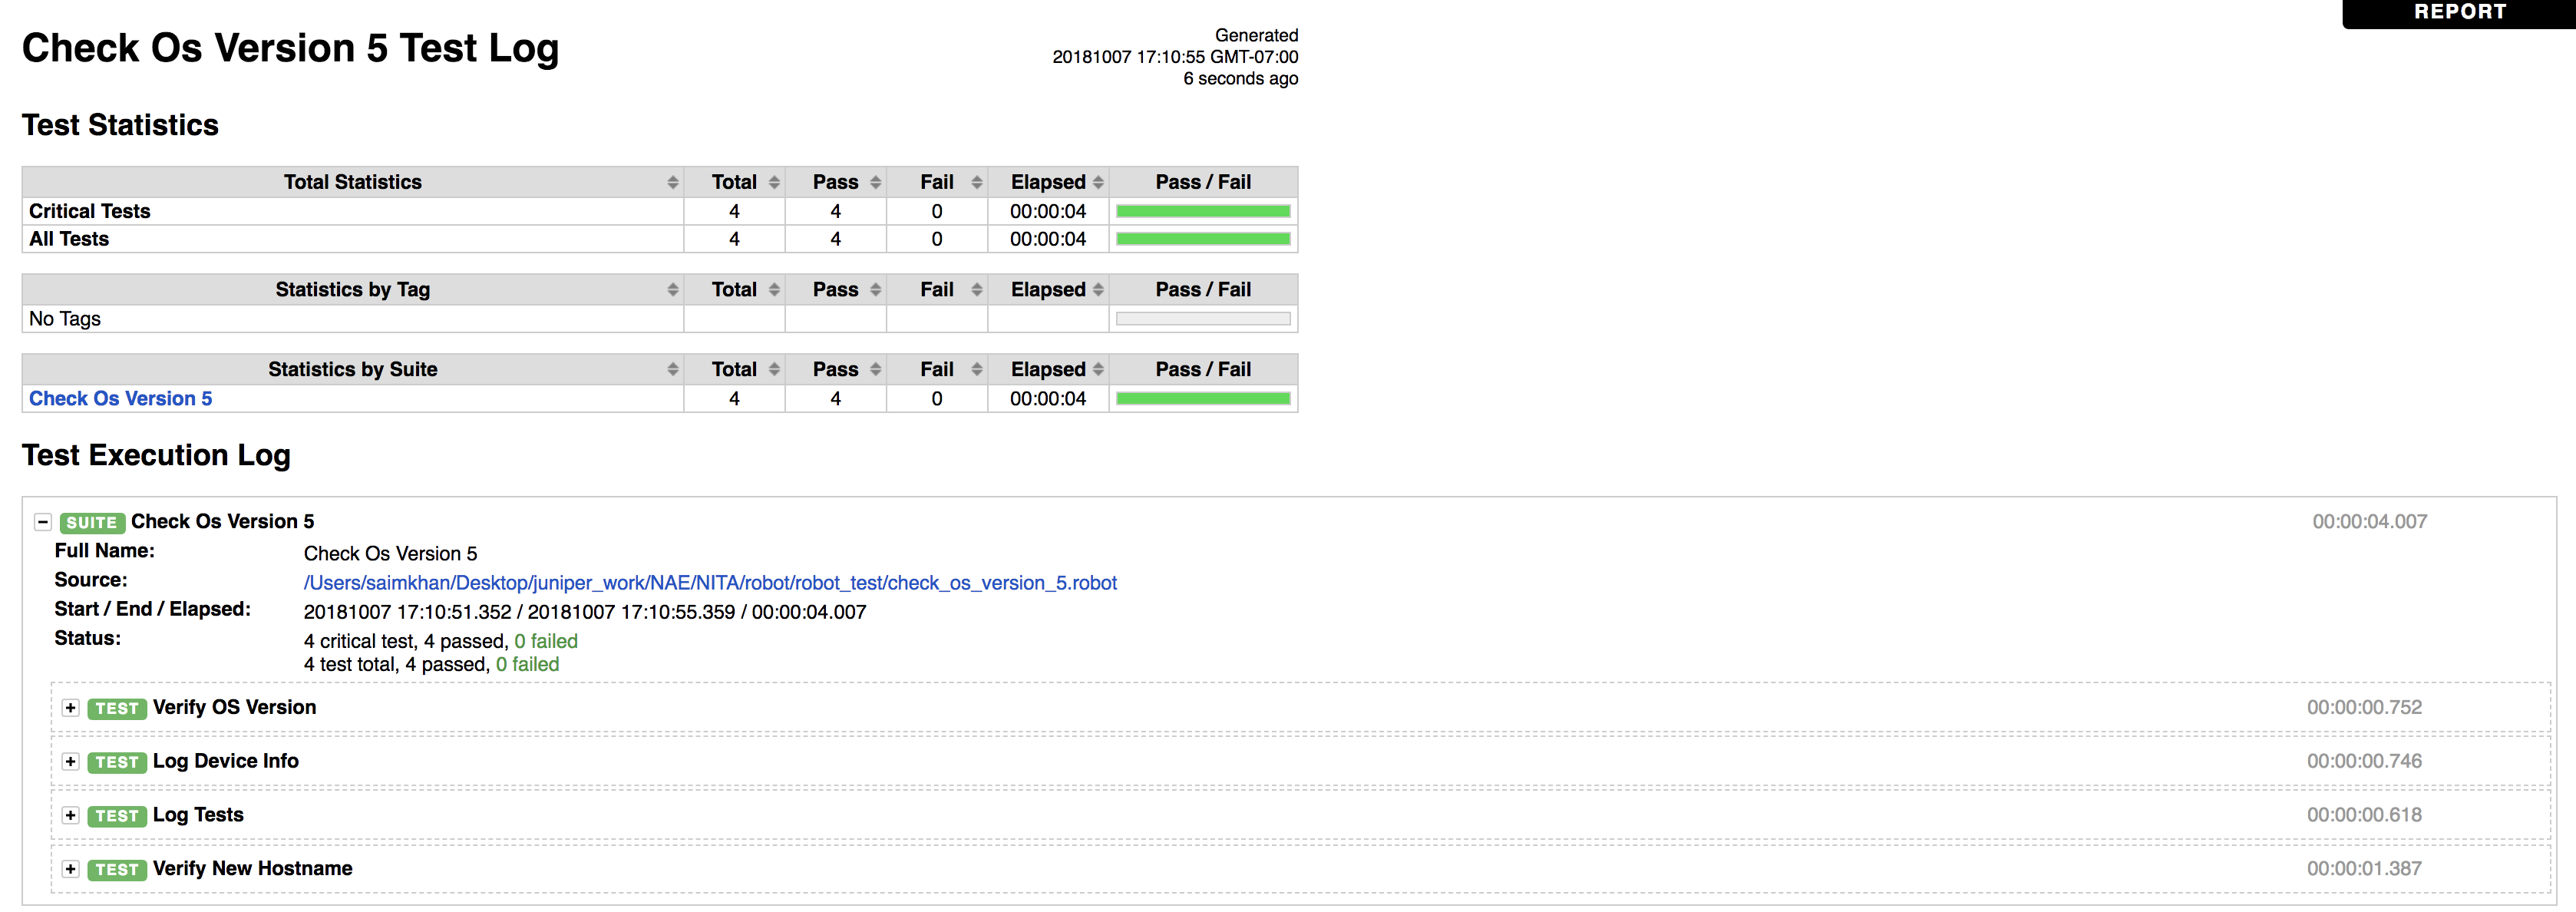 REPORT
Check Os Version 5 Test Log
Generated
20181007 17:10:55 GMT-07:00
6 seconds ago
Test Statistics
Total Statistics Total Pass Fail Elapsed Pass / Fail
Critical Tests 4 4 0 00:00:04
All Tests 4 4 0 00:00:04
Statistics by Tag Total Pass Fail Elapsed Pass / Fail
No Tags
Statistics by Suite Total Pass Fail Elapsed Pass / Fail
Check Os Version 5 4 4 0 00:00:04
Test Execution Log
SUITE Check Os Version 5 00:00:04.007
Full Name: Check Os Version 5
Source: /Users/saimkhan/Desktop/juniper_work/NAE/NITA/robot/robot_test/check_os_version_5.robot
Start / End / Elapsed: 20181007 17:10:51.352 / 20181007 17:10:55.359 / 00:00:04.007
Status: 4 critical test, 4 passed, 0 failed
4 test total, 4 passed, 0 failed
TEST Verify OS Version 00:00:00.752
TEST Log Device Info 00:00:00.746
TEST Log Tests 00:00:00.618
TEST Verify New Hostname 00:00:01.387